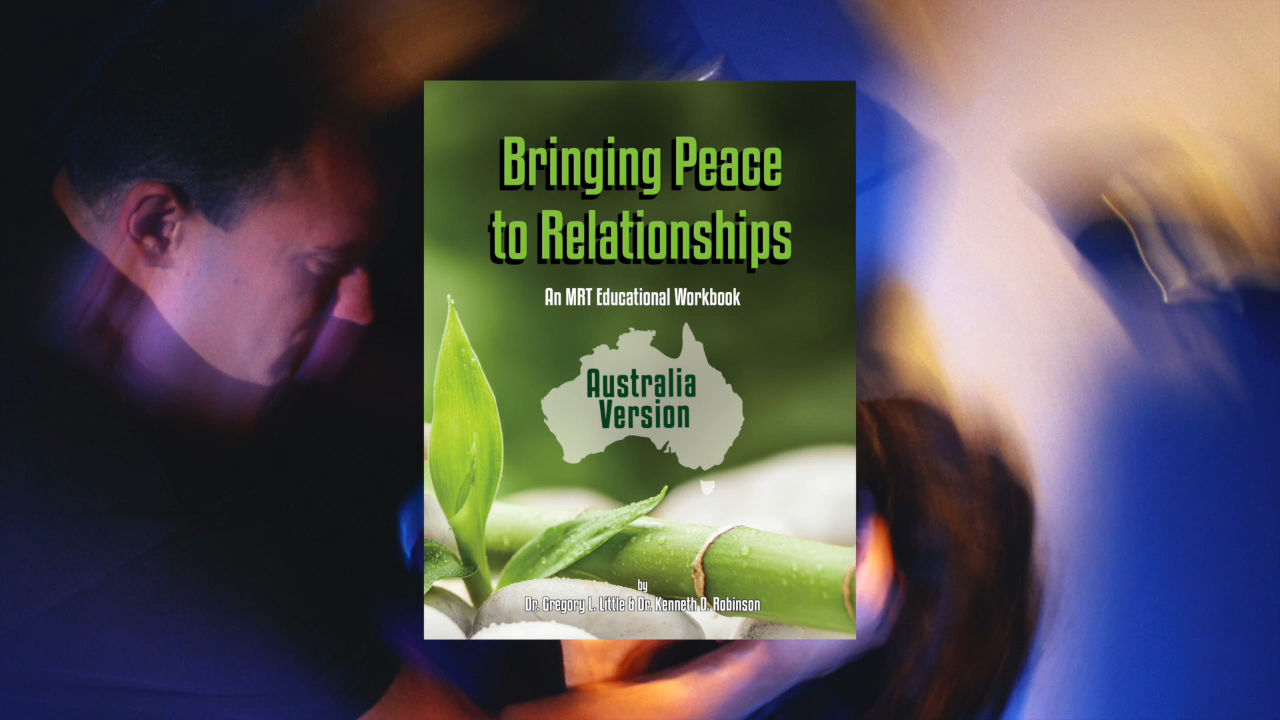 Bringing Peace
to Relationships
An MRT Educational Workbook
Australia
Version
by
Dr. Gregory L. Little & Dr. Kenneth D. Robinson